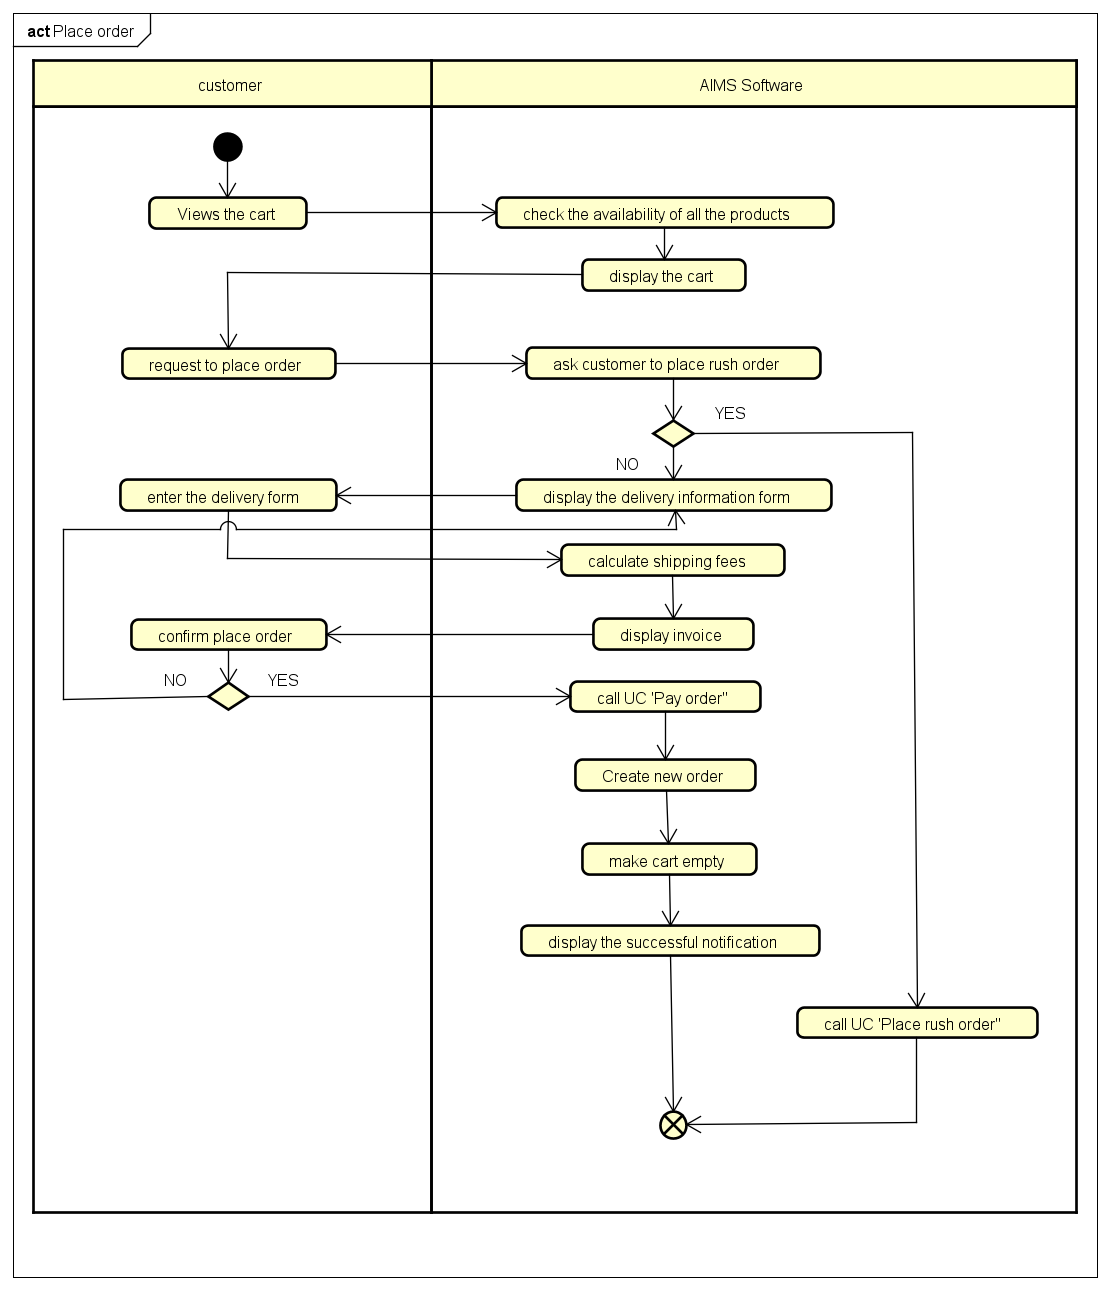 act Place order
customer
AIMS Software
Views the cart
check the availability of all the products
display the cart
request to place order
ask customer to place rush order
YES
NO
enter the delivery form
display the delivery information form
calculate shipping fees
confirm place order
display invoice
NO
YES
call UC 'Pay order"
Create new order
make cart empty
display the successful notification
call UC 'Place rush order"